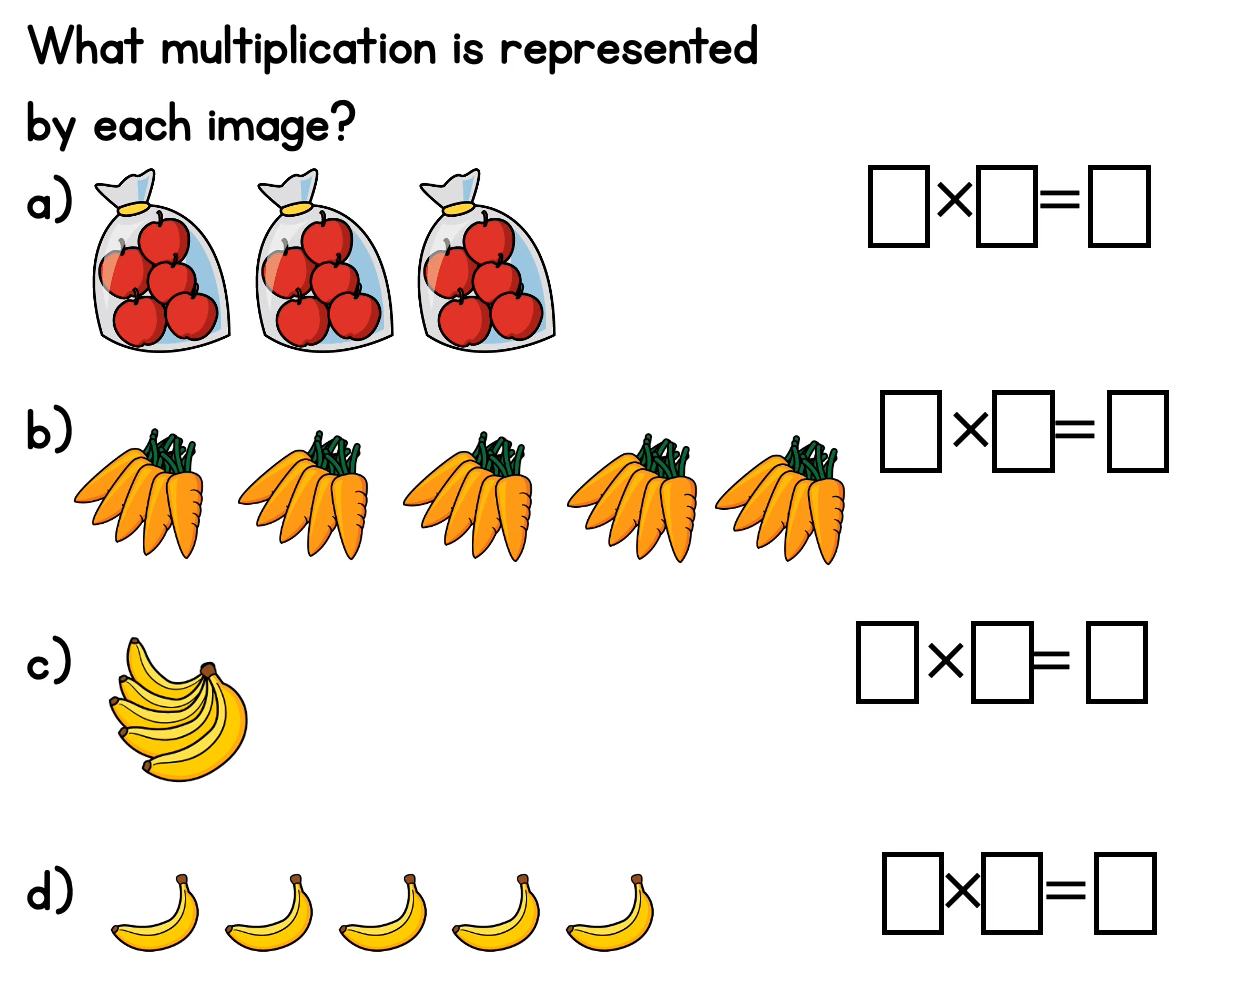 What multiplication is represented
by each image?
a) × =
b) × =
c) × =
d) × =